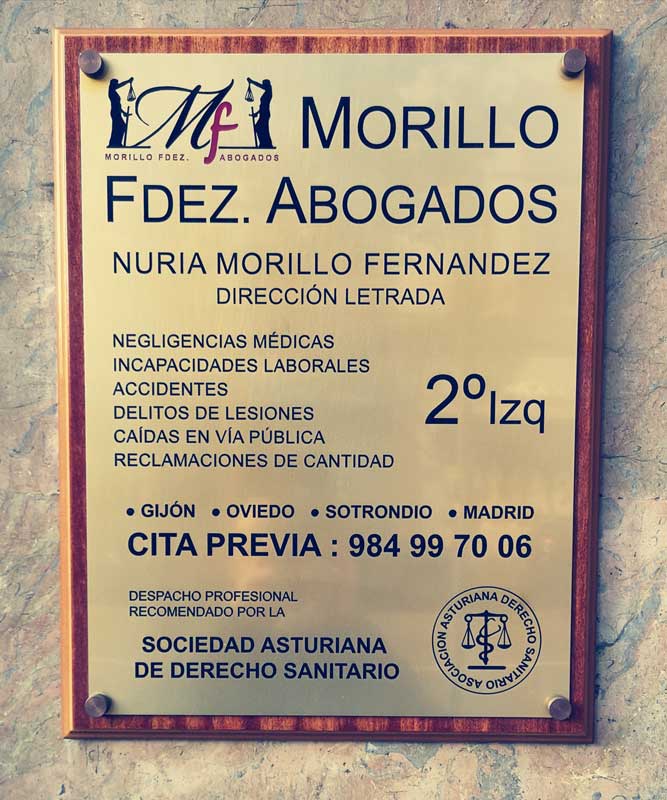 Mf
MORILLO FDEZ. ABOGADOS
MORILLO
FDEZ. ABOGADOS
NURIA MORILLO FERNANDEZ
DIRECCIÓN LETRADA
NEGLIGENCIAS MÉDICAS
INCAPACIDADES LABORALES
ACCIDENTES
DELITOS DE LESIONES
CAÍDAS EN VÍA PÚBLICA
RECLAMACIONES DE CANTIDAD
2º Izq
• GIJÓN • OVIEDO • SOTRONDIO • MADRID
CITA PREVIA : 984 99 70 06
DESPACHO PROFESIONAL
RECOMENDADO POR LA
SOCIEDAD ASTURIANA
DE DERECHO SANITARIO
ASOCIACION ASTURIANA DERECHO SANITARIO